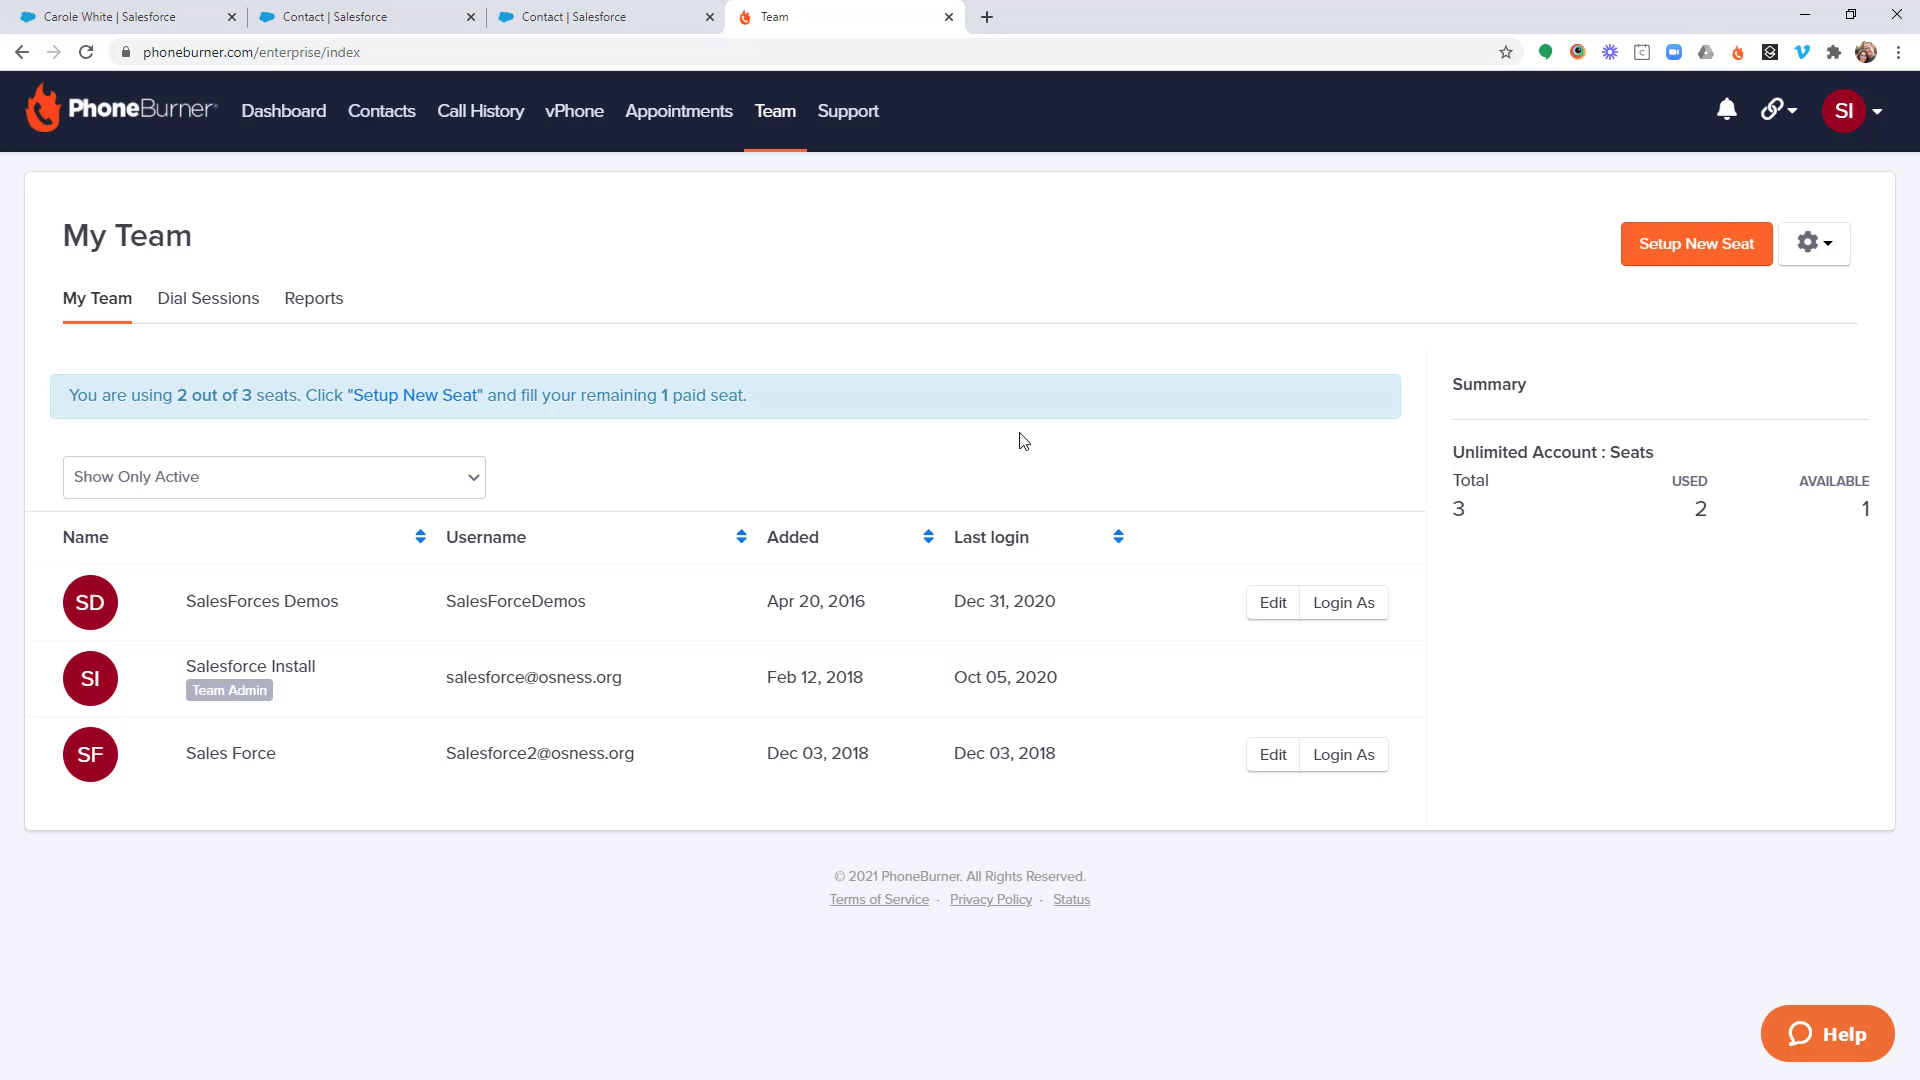 Carole White | Salesforce
Contact | Salesforce
Contact | Salesforce
Team
phoneburner.com/enterprise/index
PhoneBurner
Dashboard
Contacts
Call History
vPhone
Appointments
Team
Support
SI
My Team
Setup New Seat
My Team
Dial Sessions
Reports
You are using 2 out of 3 seats. Click "Setup New Seat" and fill your remaining 1 paid seat.
Summary
Unlimited Account : Seats
Total USED AVAILABLE
3 2 1
Show Only Active
Name Username Added Last login
SD SalesForces Demos SalesForceDemos Apr 20, 2016 Dec 31, 2020 Edit Login As
SI Salesforce Install salesforce@osness.org Feb 12, 2018 Oct 05, 2020
Team Admin
SF Sales Force Salesforce2@osness.org Dec 03, 2018 Dec 03, 2018 Edit Login As
© 2021 PhoneBurner. All Rights Reserved.
Terms of Service · Privacy Policy · Status
Help